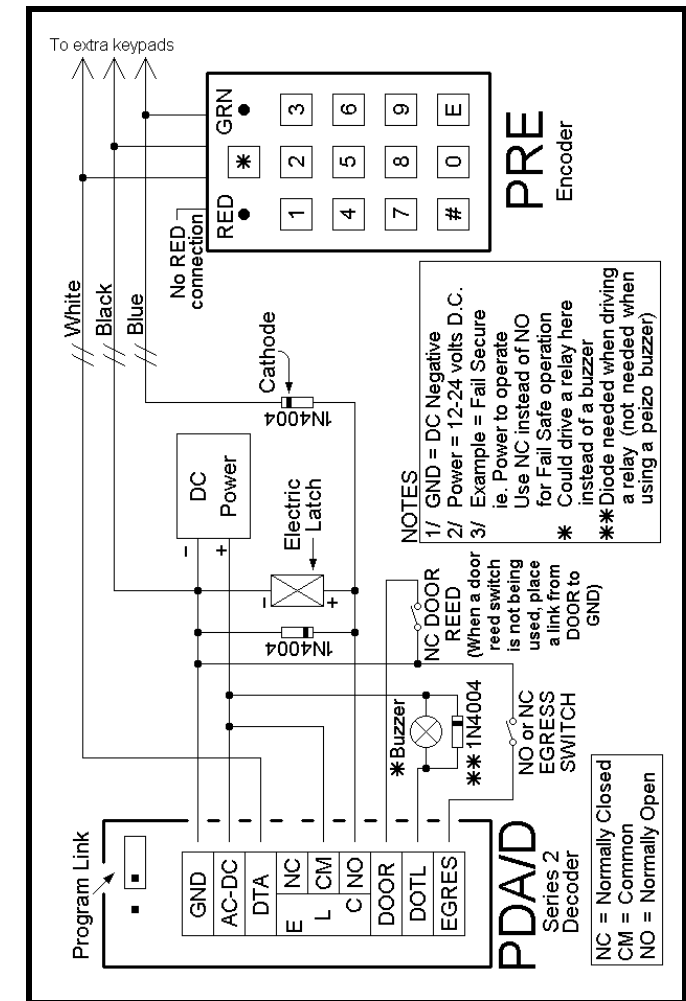 To extra keypads
White
Black
Blue
No RED
connection
RED
GRN
*
1 2 3
4 5 6
7 8 9
# 0 E
PRE
Encoder
Cathode
1N4004
DC
Power
-
+
Electric
Latch
-
+
1N4004
NC DOOR
REED
(When a door
reed switch
is not being
used, place
a link from
DOOR to
GND)
*Buzzer
**1N4004
NO or NC
EGRESS
SWITCH
Program Link
GND
AC-DC
DTA
E NC
L CM
C NO
DOOR
DOTL
EGRES
PDA/D
Series 2
Decoder
NC = Normally Closed
CM = Common
NO = Normally Open
NOTES
1/ GND = DC Negative
2/ Power = 12-24 volts D.C.
3/ Example = Fail Secure
ie. Power to operate
Use NC instead of NO
for Fail Safe operation
* Could drive a relay here
instead of a buzzer
**Diode needed when driving
a relay (not needed when
using a peizo buzzer)